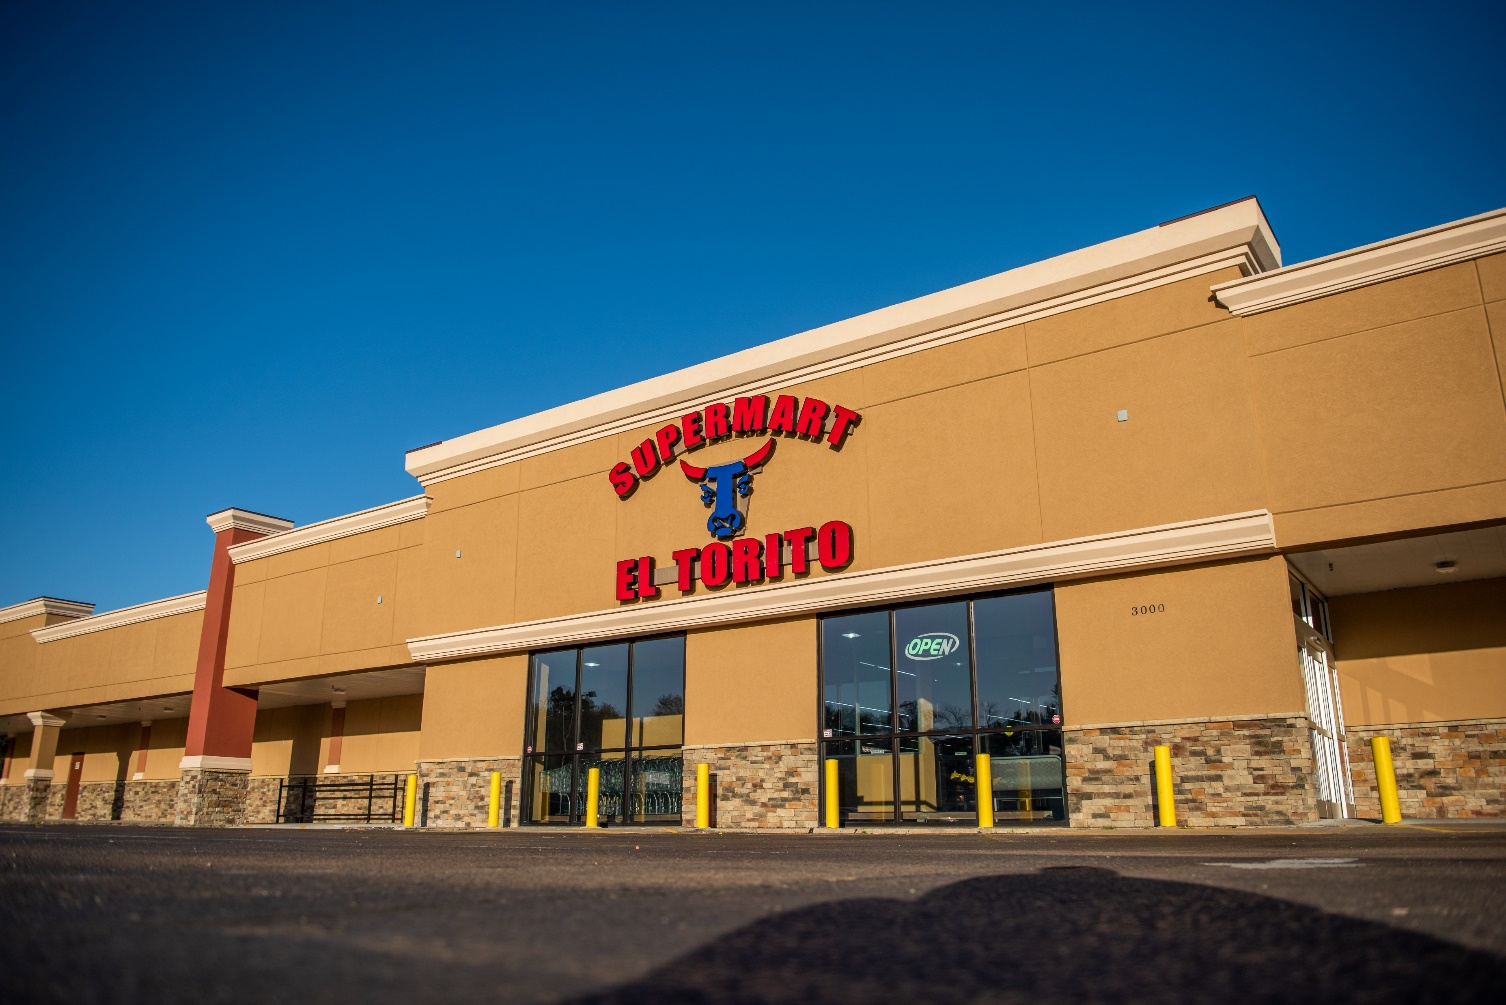 SUPERMART
EL TORITO
OPEN
3000